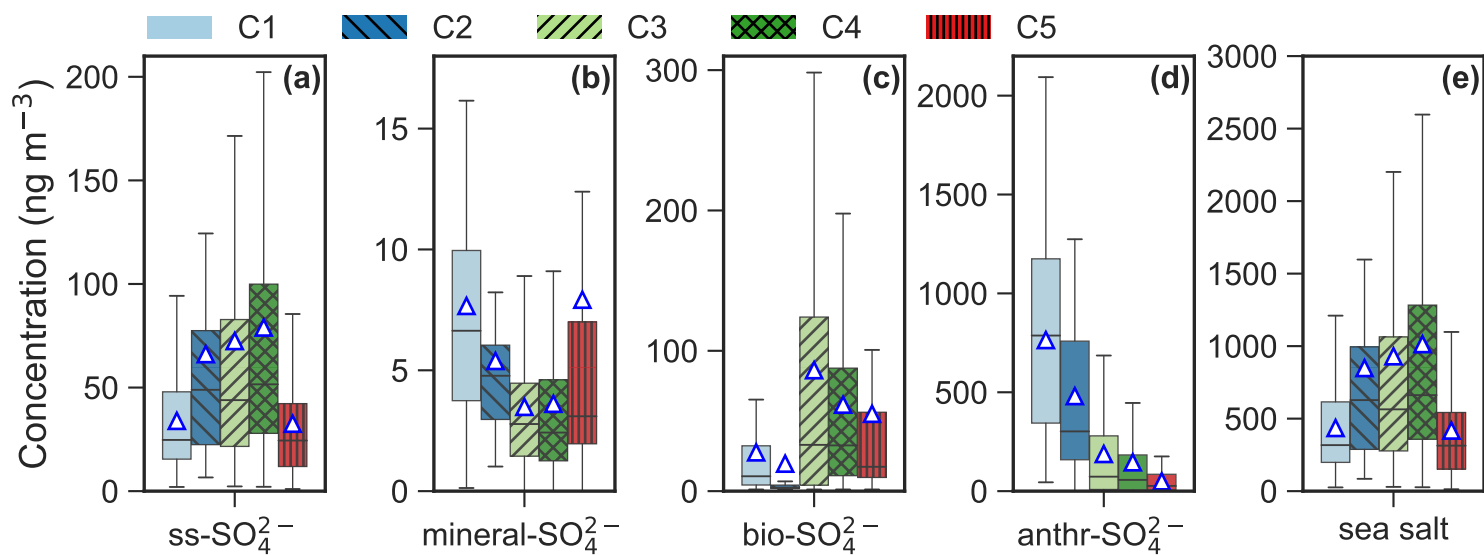 C1 C2 C3 C4 C5
Concentration (ng m⁻³)
(a)
200
150
100
50
0
ss-SO₄²⁻
(b)
15
10
5
0
mineral-SO₄²⁻
(c)
300
200
100
0
bio-SO₄²⁻
(d)
2000
1500
1000
500
0
anthr-SO₄²⁻
(e)
3000
2500
2000
1500
1000
500
0
sea salt